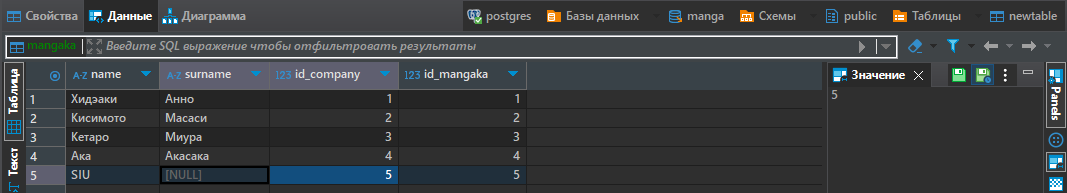 Свойства Данные Диаграмма postgres Базы данных manga Схемы public Таблицы newtable
mangaka Введите SQL выражение чтобы отфильтровать результаты
Таблица
Текст
A-Z name A-Z surname 123 id_company 123 id_mangaka
1 Хидэаки Анно 1 1
2 Кисимото Масаси 2 2
3 Кетаро Миура 3 3
4 Ака Акасака 4 4
5 SIU [NULL] 5 5
Значение
5
Panels